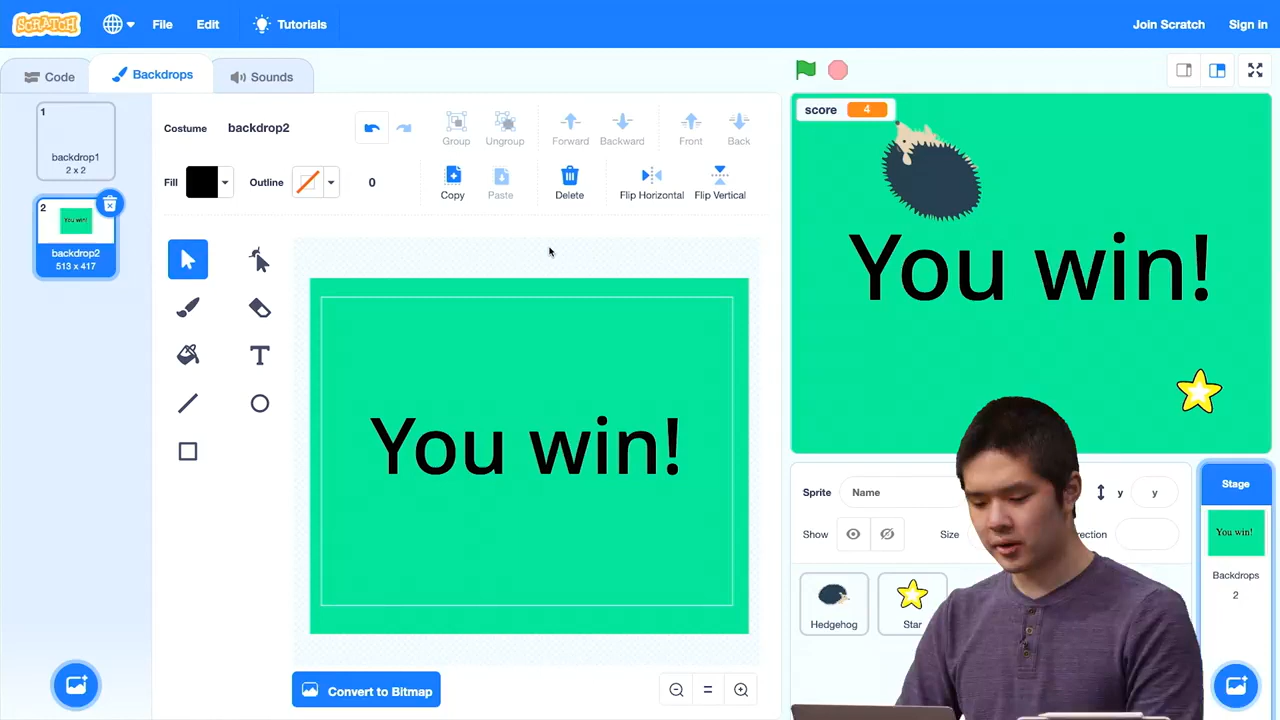 SCRATCH
File
Edit
Tutorials
Join Scratch
Sign in
Code
Backdrops
Sounds
1
backdrop1
2 x 2
2
You win!
backdrop2
513 x 417
Costume
backdrop2
Group
Ungroup
Forward
Backward
Front
Back
Fill
Outline
0
Copy
Paste
Delete
Flip Horizontal
Flip Vertical
T
You win!
Convert to Bitmap
score 4
You win!
Sprite
Name
y
y
Show
Size
rection
Hedgehog
Star
Stage
You win!
Backdrops
2